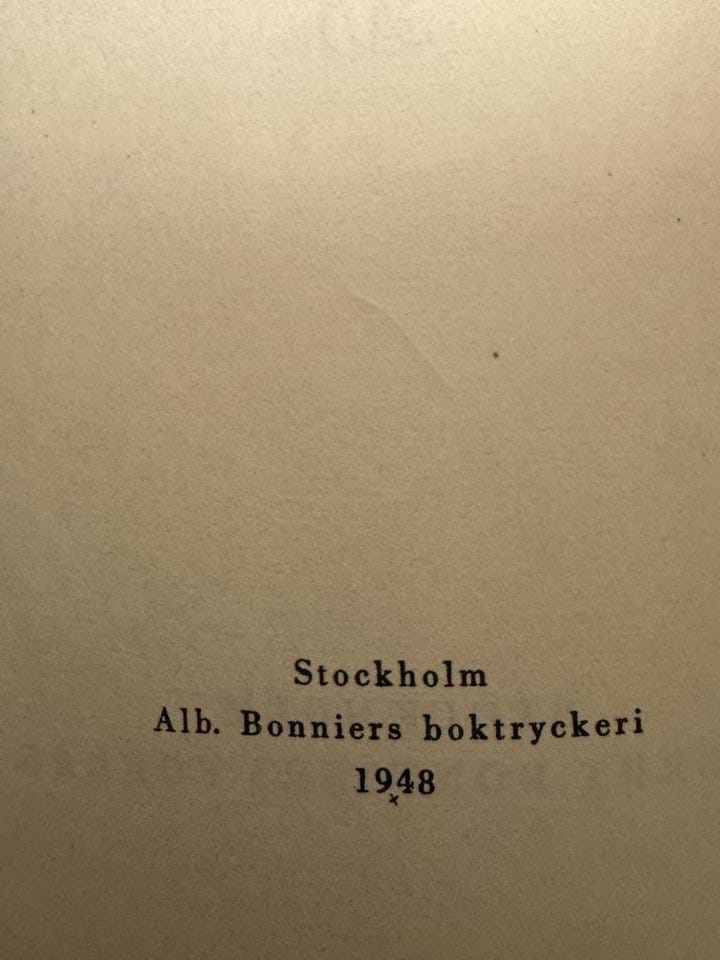 Stockholm
Alb. Bonniers boktryckeri
1948
x